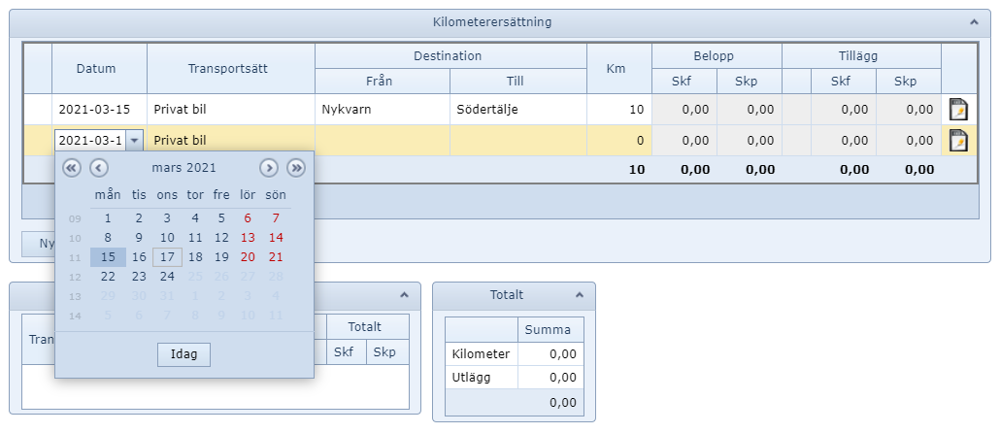 Kilometerersättning
Datum Transportsätt Destination Km Belopp Tillägg
Från Till Skf Skp Skf Skp
2021-03-15 Privat bil Nykvarn Södertälje 10 0,00 0,00 0,00 0,00
2021-03-1 Privat bil 0 0,00 0,00 0,00 0,00
10 0,00 0,00 0,00 0,00
mars 2021
mån tis ons tor fre lör sön
09 1 2 3 4 5 6 7
10 8 9 10 11 12 13 14
11 15 16 17 18 19 20 21
12 22 23 24 25 26 27 28
13 29 30 31 1 2 3 4
14 5 6 7 8 9 10 11
Idag
Ny
Tran Totalt
Skf Skp
Totalt
Summa
Kilometer 0,00
Utlägg 0,00
0,00